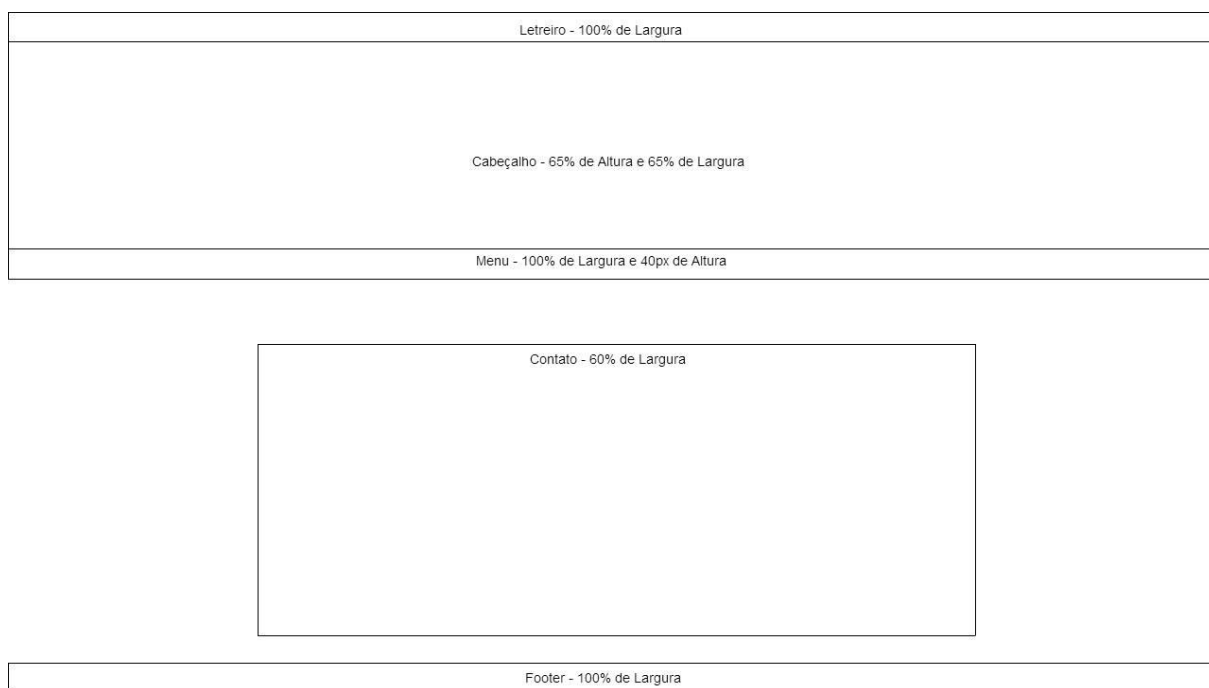 Letreiro - 100% de Largura
Cabeçalho - 65% de Altura e 65% de Largura
Menu - 100% de Largura e 40px de Altura
Contato - 60% de Largura
Footer - 100% de Largura